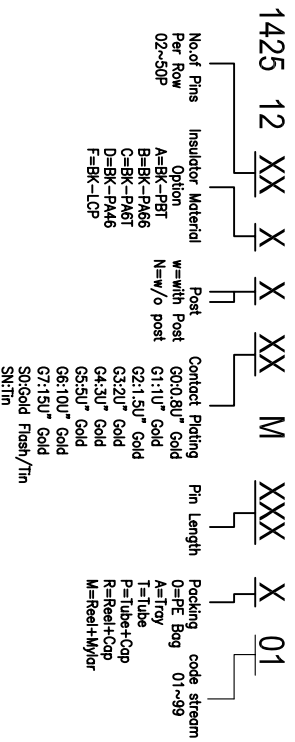 1425 12 XX X X XX M XXX X 01
No.of Pins
Per Row
02~50P
Insulator Material
Option
A=BK-PBT
B=BK-PA66
C=BK-PA6T
D=BK-PA46
F=BK-LCP
Post
w=with Post
N=w/o post
Contact Plating
G0:0.8U" Gold
G1:1U" Gold
G2:1.5U" Gold
G3:2U" Gold
G4:3U" Gold
G5:5U" Gold
G6:10U" Gold
G7:15U" Gold
S0:Gold Flash/Tin
SN:Tin
Pin Length
Packing
0=PE Bag
A=Tray
T=Tube
P=Tube+Cap
R=Reel+Cap
M=Reel+Mylar
code stream
01~99